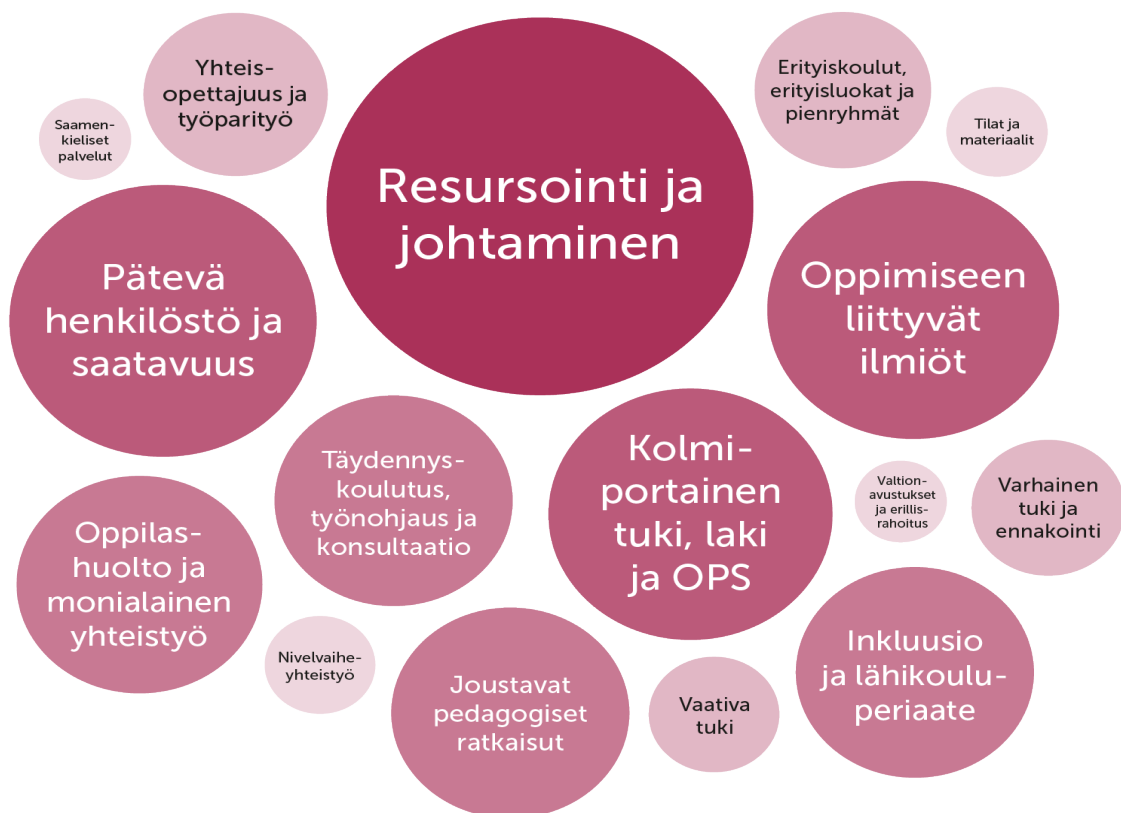 Yhteis-
opettajuus ja
työparityö
Saamen-
kieliset
palvelut
Resursointi ja
johtaminen
Erityiskoulut,
erityisluokat ja
pienryhmät
Tilat ja
materiaalit
Pätevä
henkilöstö ja
saatavuus
Oppimiseen
liittyvät
ilmiöt
Täydennys-
koulutus,
työnohjaus ja
konsultaatio
Kolmi-
portainen
tuki, laki
ja OPS
Valtion-
avustukset
ja erillis-
rahoitus
Varhainen
tuki ja
ennakointi
Oppilas-
huolto ja
monialainen
yhteistyö
Nivelvaihe-
yhteistyö
Joustavat
pedagogiset
ratkaisut
Vaativa
tuki
Inkluusio
ja lähikoulu-
periaate